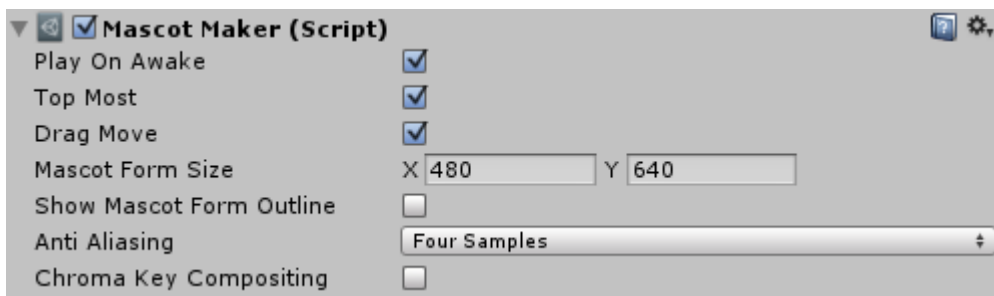 Mascot Maker (Script)
Play On Awake
Top Most
Drag Move
Mascot Form Size X 480 Y 640
Show Mascot Form Outline
Anti Aliasing Four Samples
Chroma Key Compositing